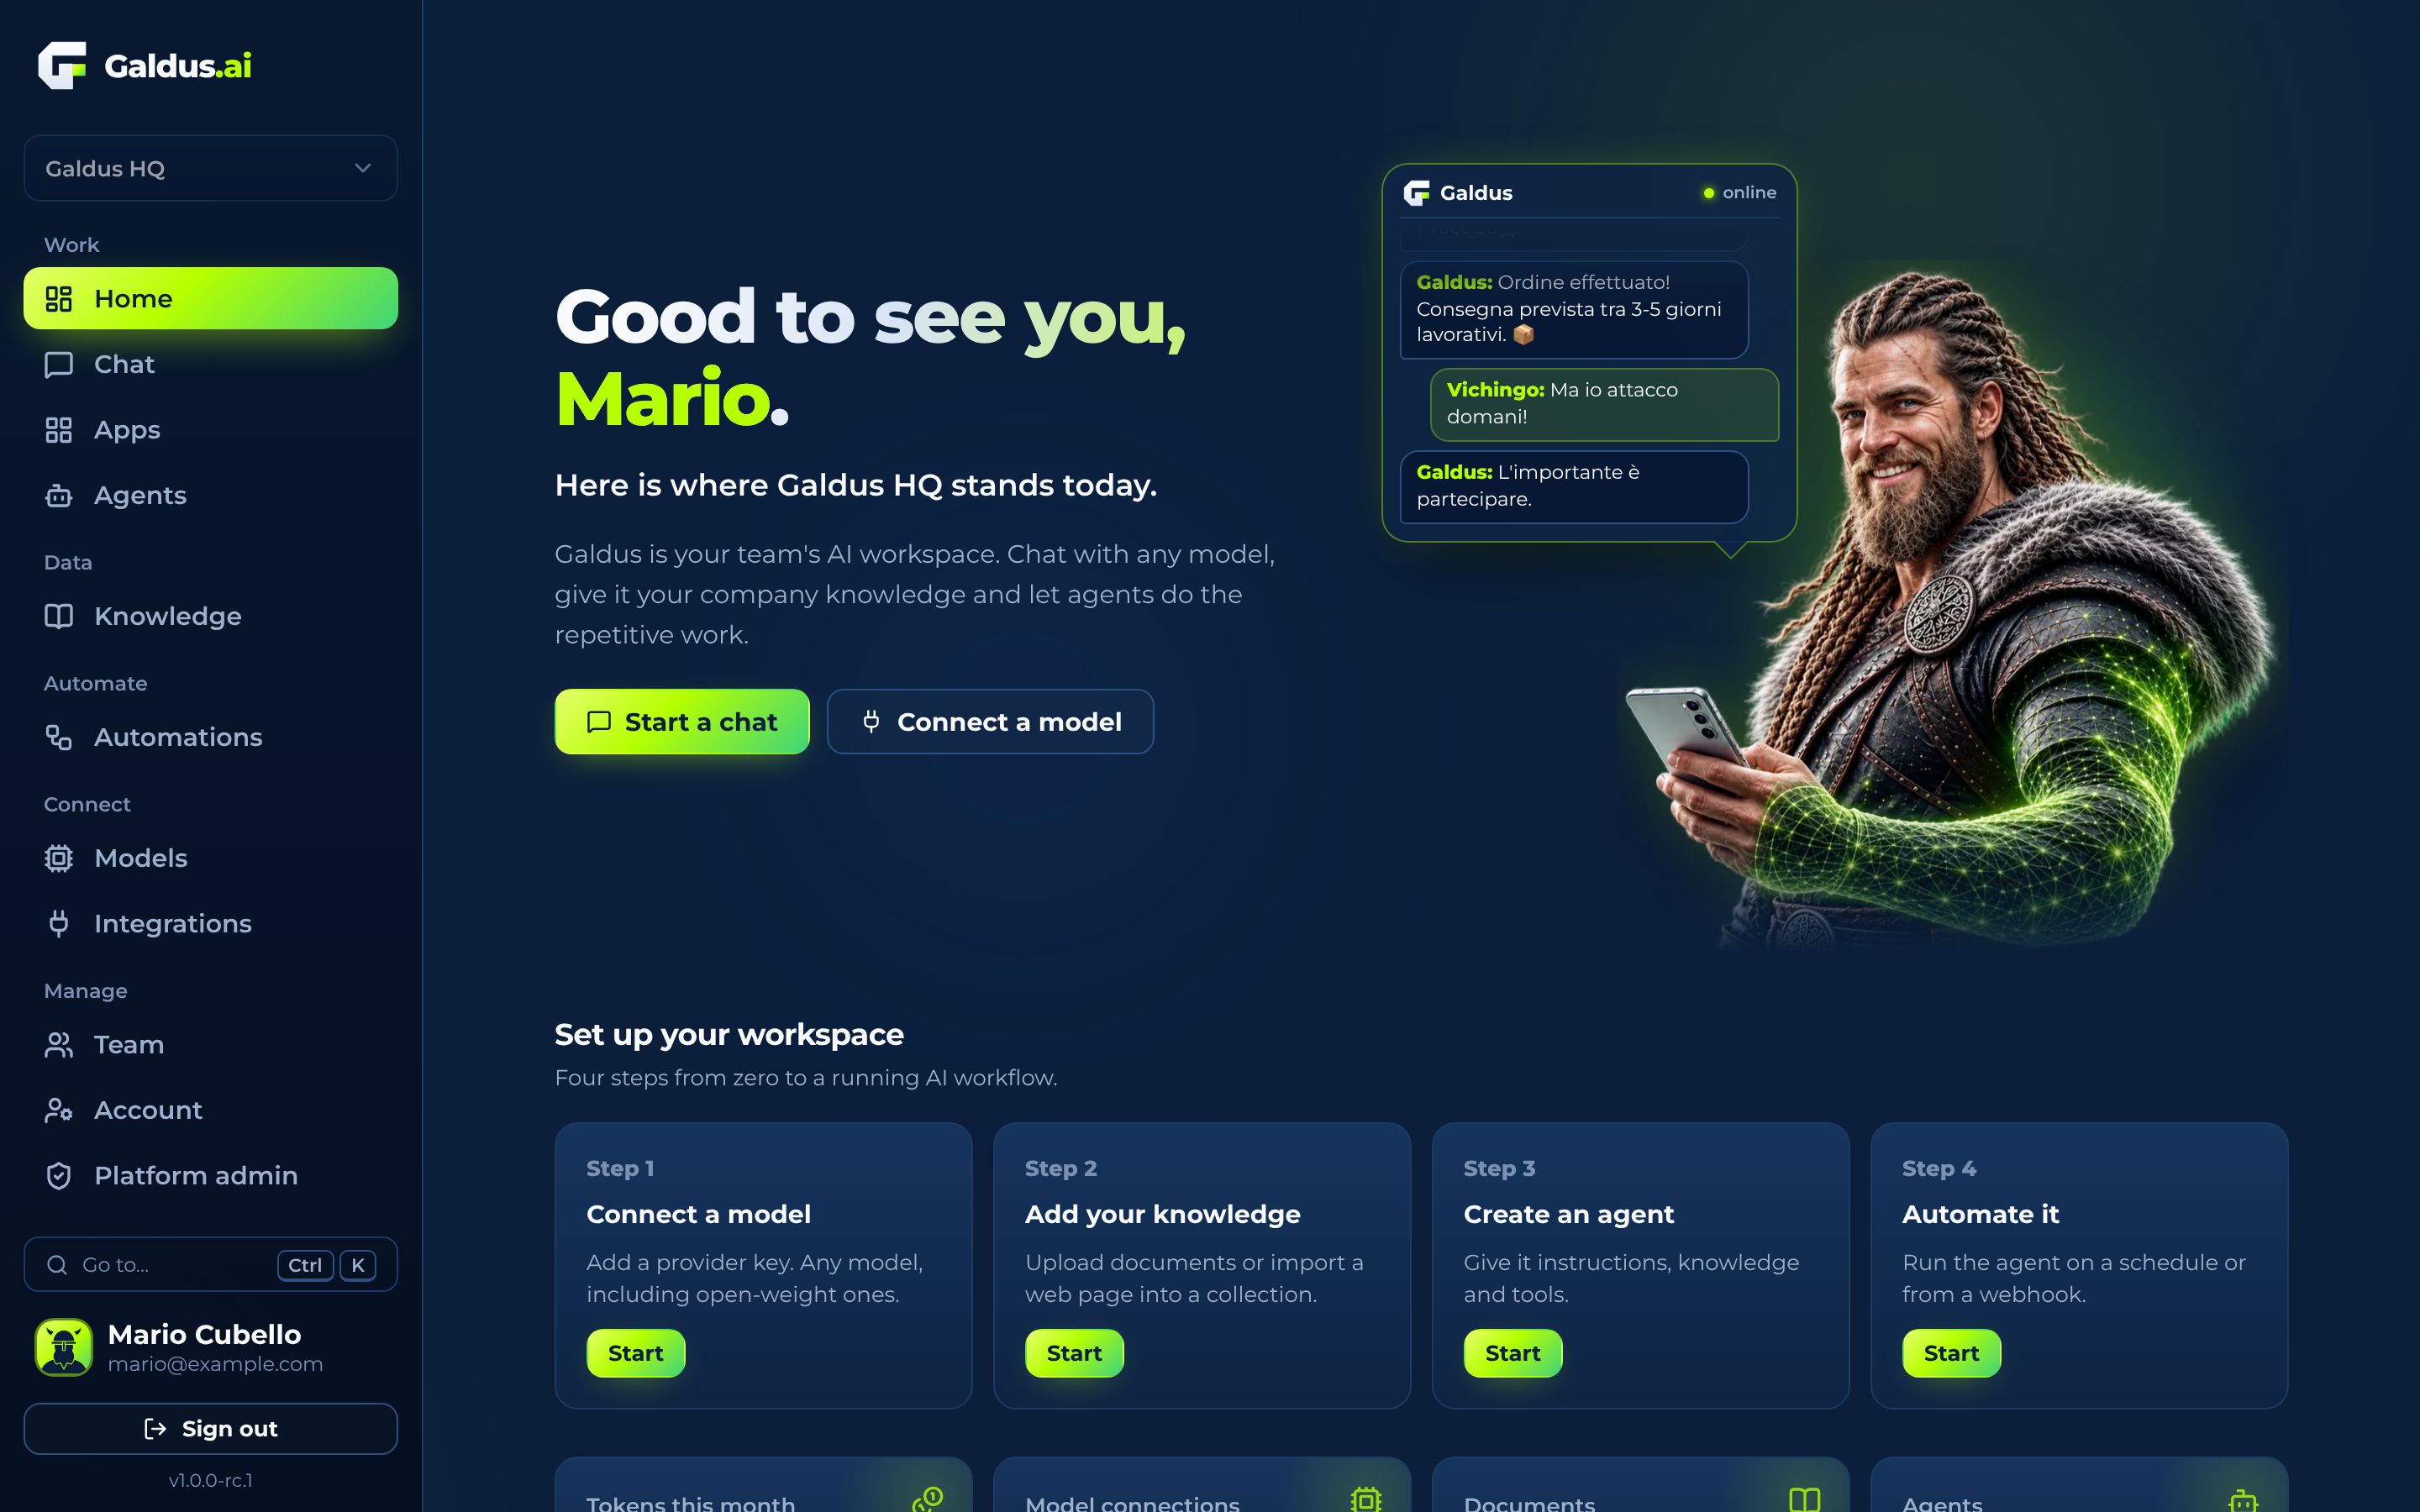 Galdus.ai
Galdus HQ
Work
Home
Chat
Apps
Agents
Data
Knowledge
Automate
Automations
Connect
Models
Integrations
Manage
Team
Account
Platform admin
Go to...
Ctrl K
Mario Cubello
mario@example.com
Sign out
v1.0.0-rc.1
Good to see you,
Mario.
Here is where Galdus HQ stands today.
Galdus is your team's AI workspace. Chat with any model,
give it your company knowledge and let agents do the
repetitive work.
Start a chat
Connect a model
Galdus
online
Galdus: Ordine effettuato!
Consegna prevista tra 3-5 giorni
lavorativi. 📦
Vichingo: Ma io attacco
domani!
Galdus: L'importante è
partecipare.
Set up your workspace
Four steps from zero to a running AI workflow.
Step 1
Connect a model
Add a provider key. Any model,
including open-weight ones.
Start
Step 2
Add your knowledge
Upload documents or import a
web page into a collection.
Start
Step 3
Create an agent
Give it instructions, knowledge
and tools.
Start
Step 4
Automate it
Run the agent on a schedule or
from a webhook.
Start
Tokens this month
Model connections
Documents
Agents